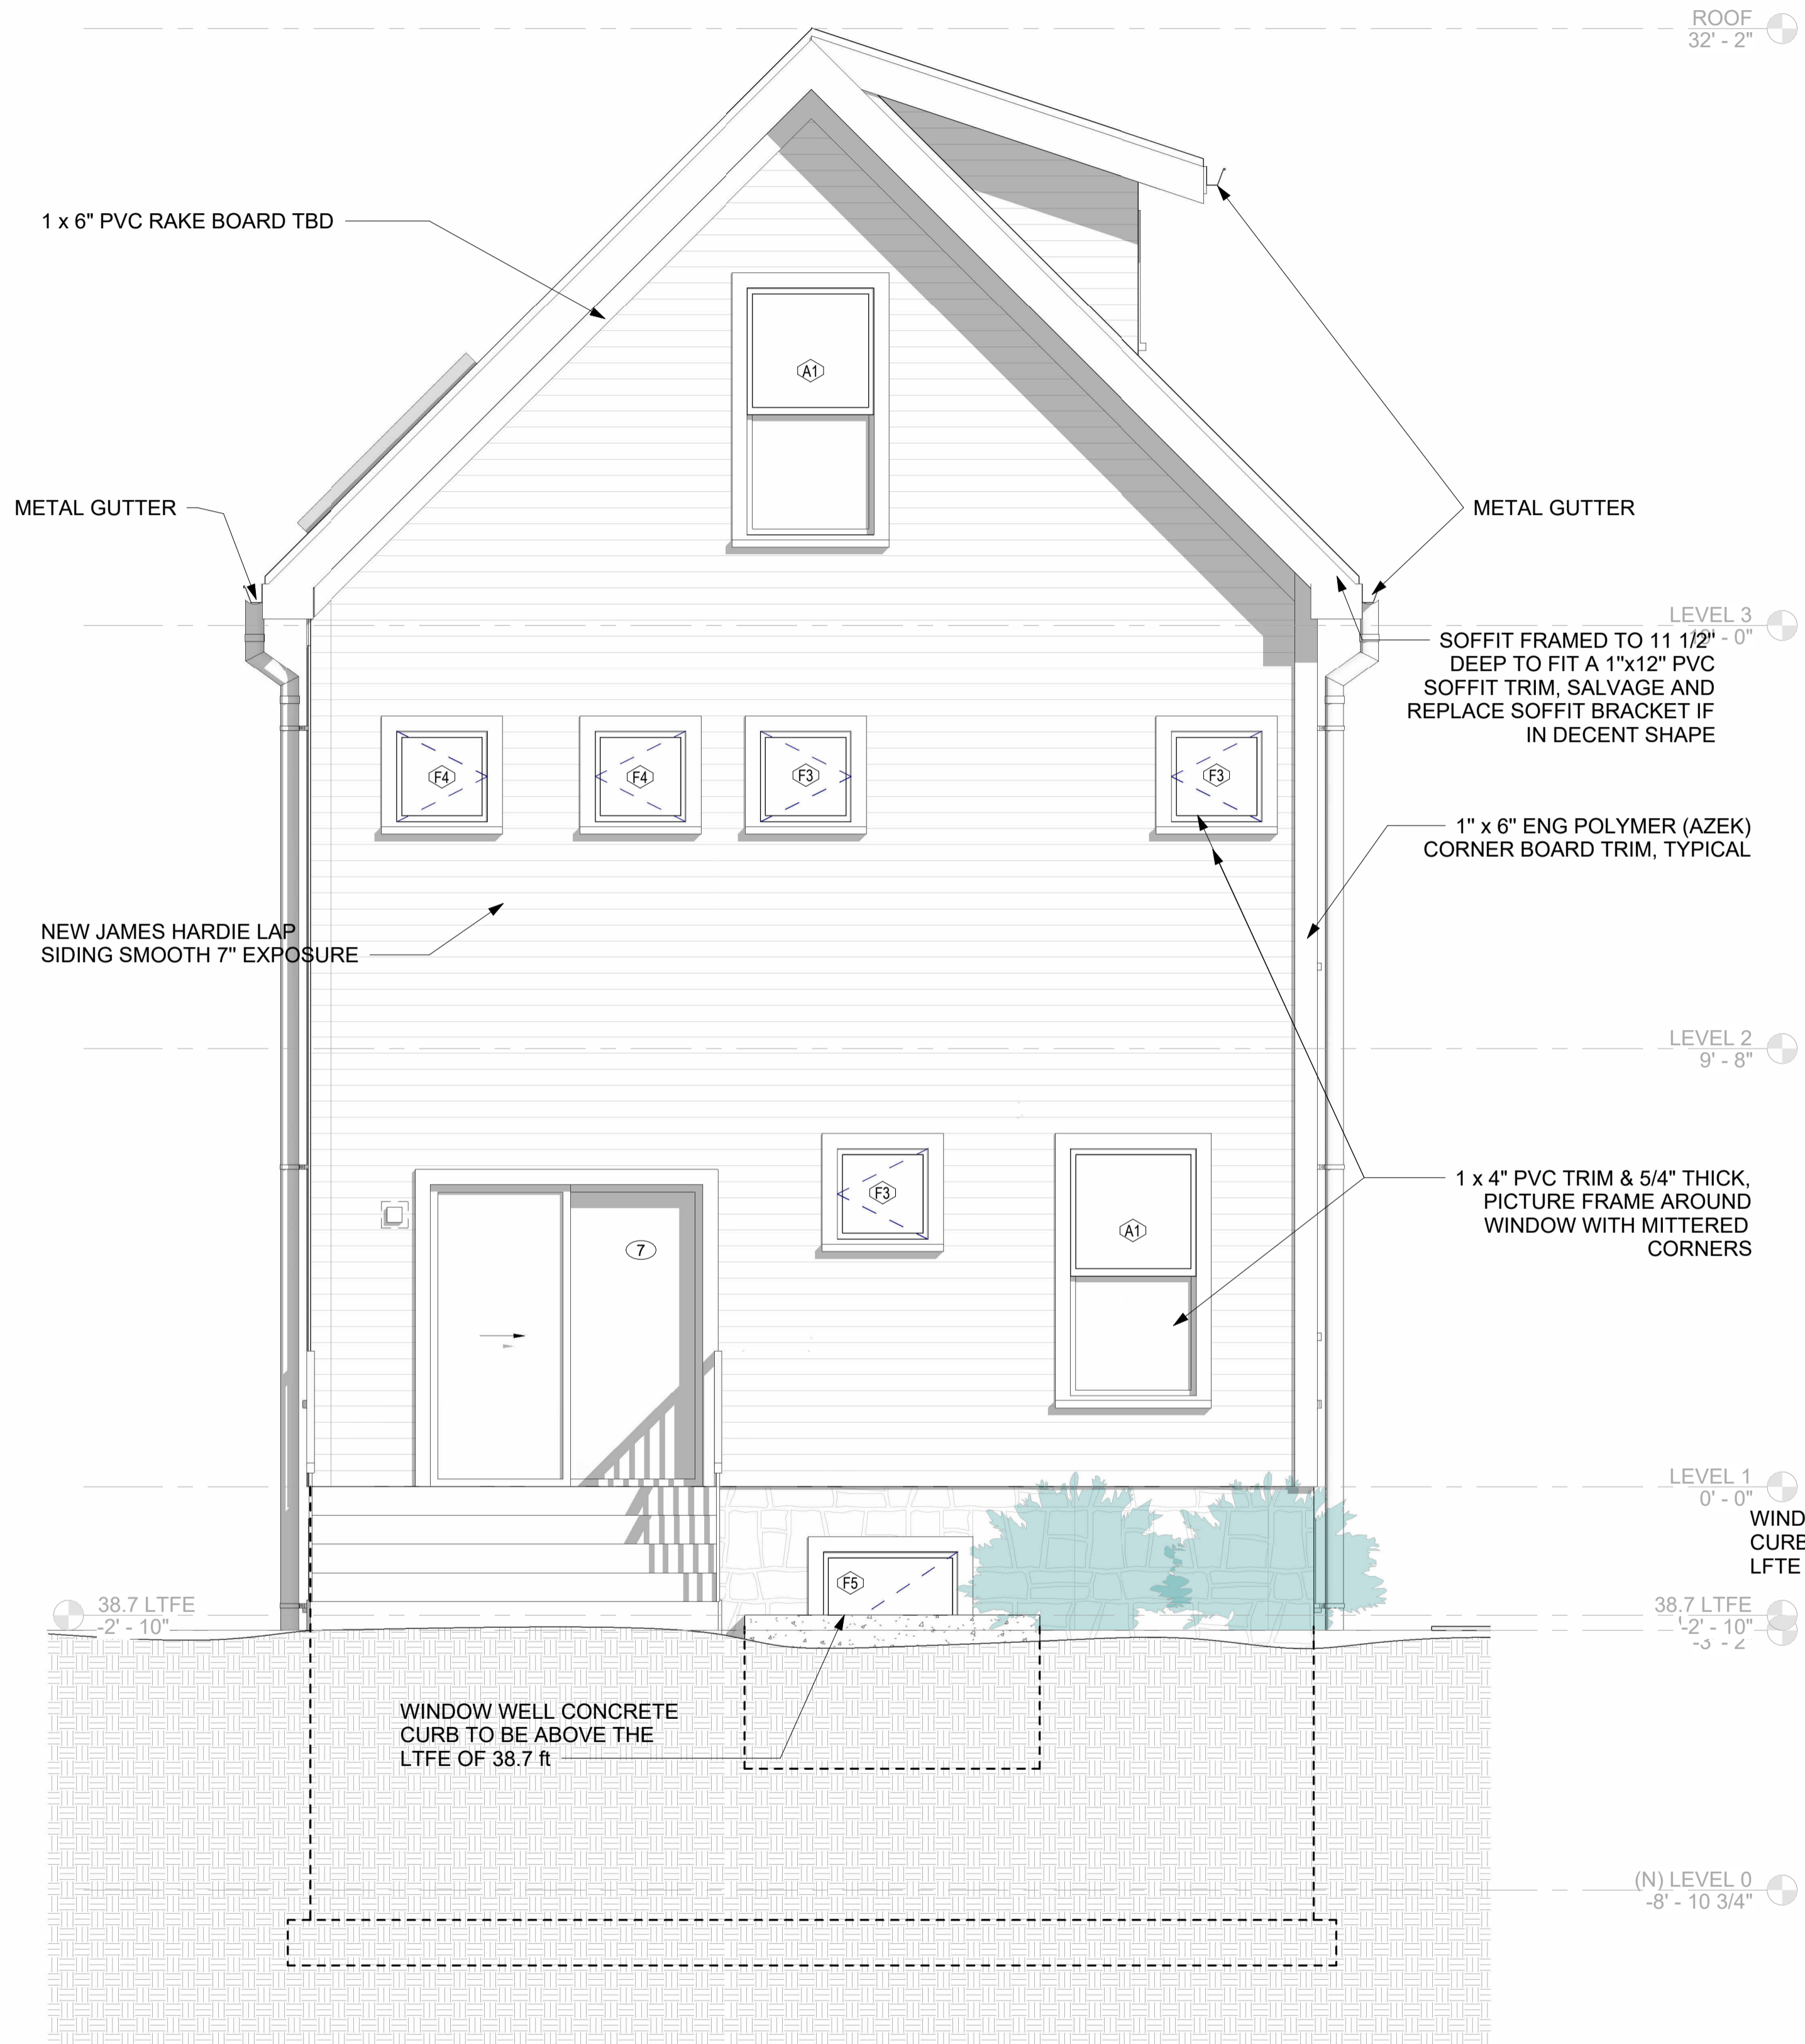 ROOF
32' - 2"
1 x 6" PVC RAKE BOARD TBD
A1
METAL GUTTER
METAL GUTTER
LEVEL 3
- 0"
SOFFIT FRAMED TO 11 1/2"
DEEP TO FIT A 1"x12" PVC
SOFFIT TRIM, SALVAGE AND
REPLACE SOFFIT BRACKET IF
IN DECENT SHAPE
F4
F4
F3
F3
1" x 6" ENG POLYMER (AZEK)
CORNER BOARD TRIM, TYPICAL
NEW JAMES HARDIE LAP
SIDING SMOOTH 7" EXPOSURE
LEVEL 2
9' - 8"
F3
A1
7
1 x 4" PVC TRIM & 5/4" THICK,
PICTURE FRAME AROUND
WINDOW WITH MITTERED
CORNERS
LEVEL 1
0' - 0"
WIND
CURB
LFTE
F5
38.7 LTFE
-2' - 10"
38.7 LTFE
-2' - 10"
-3' - 2"
WINDOW WELL CONCRETE
CURB TO BE ABOVE THE
LTFE OF 38.7 ft
(N) LEVEL 0
-8' - 10 3/4"